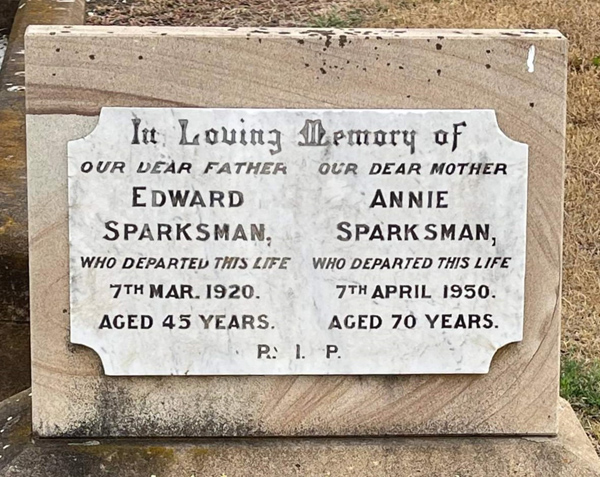 In Loving Memory of
OUR DEAR FATHER
EDWARD
SPARKSMAN,
WHO DEPARTED THIS LIFE
7TH MAR. 1920.
AGED 45 YEARS.
OUR DEAR MOTHER
ANNIE
SPARKSMAN,
WHO DEPARTED THIS LIFE
7TH APRIL 1950.
AGED 70 YEARS.
R. I. P.